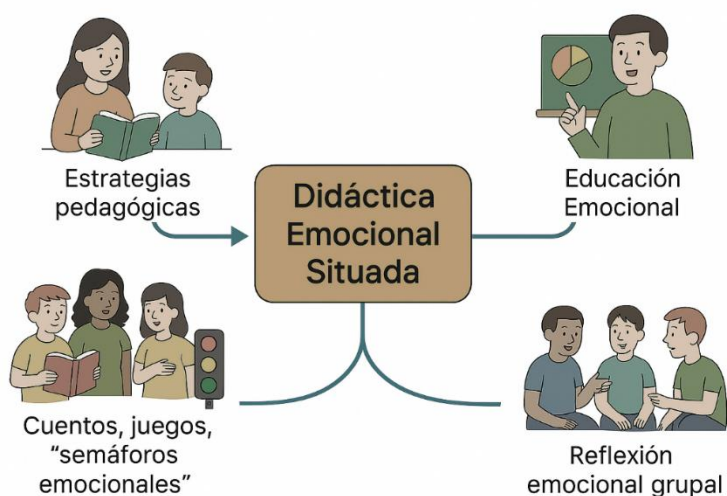 Estrategias
pedagógicas
Didáctica
Emocional
Situada
Educación
Emocional
Cuentos, juegos,
“semáforos
emocionales”
Reflexión
emocional grupal